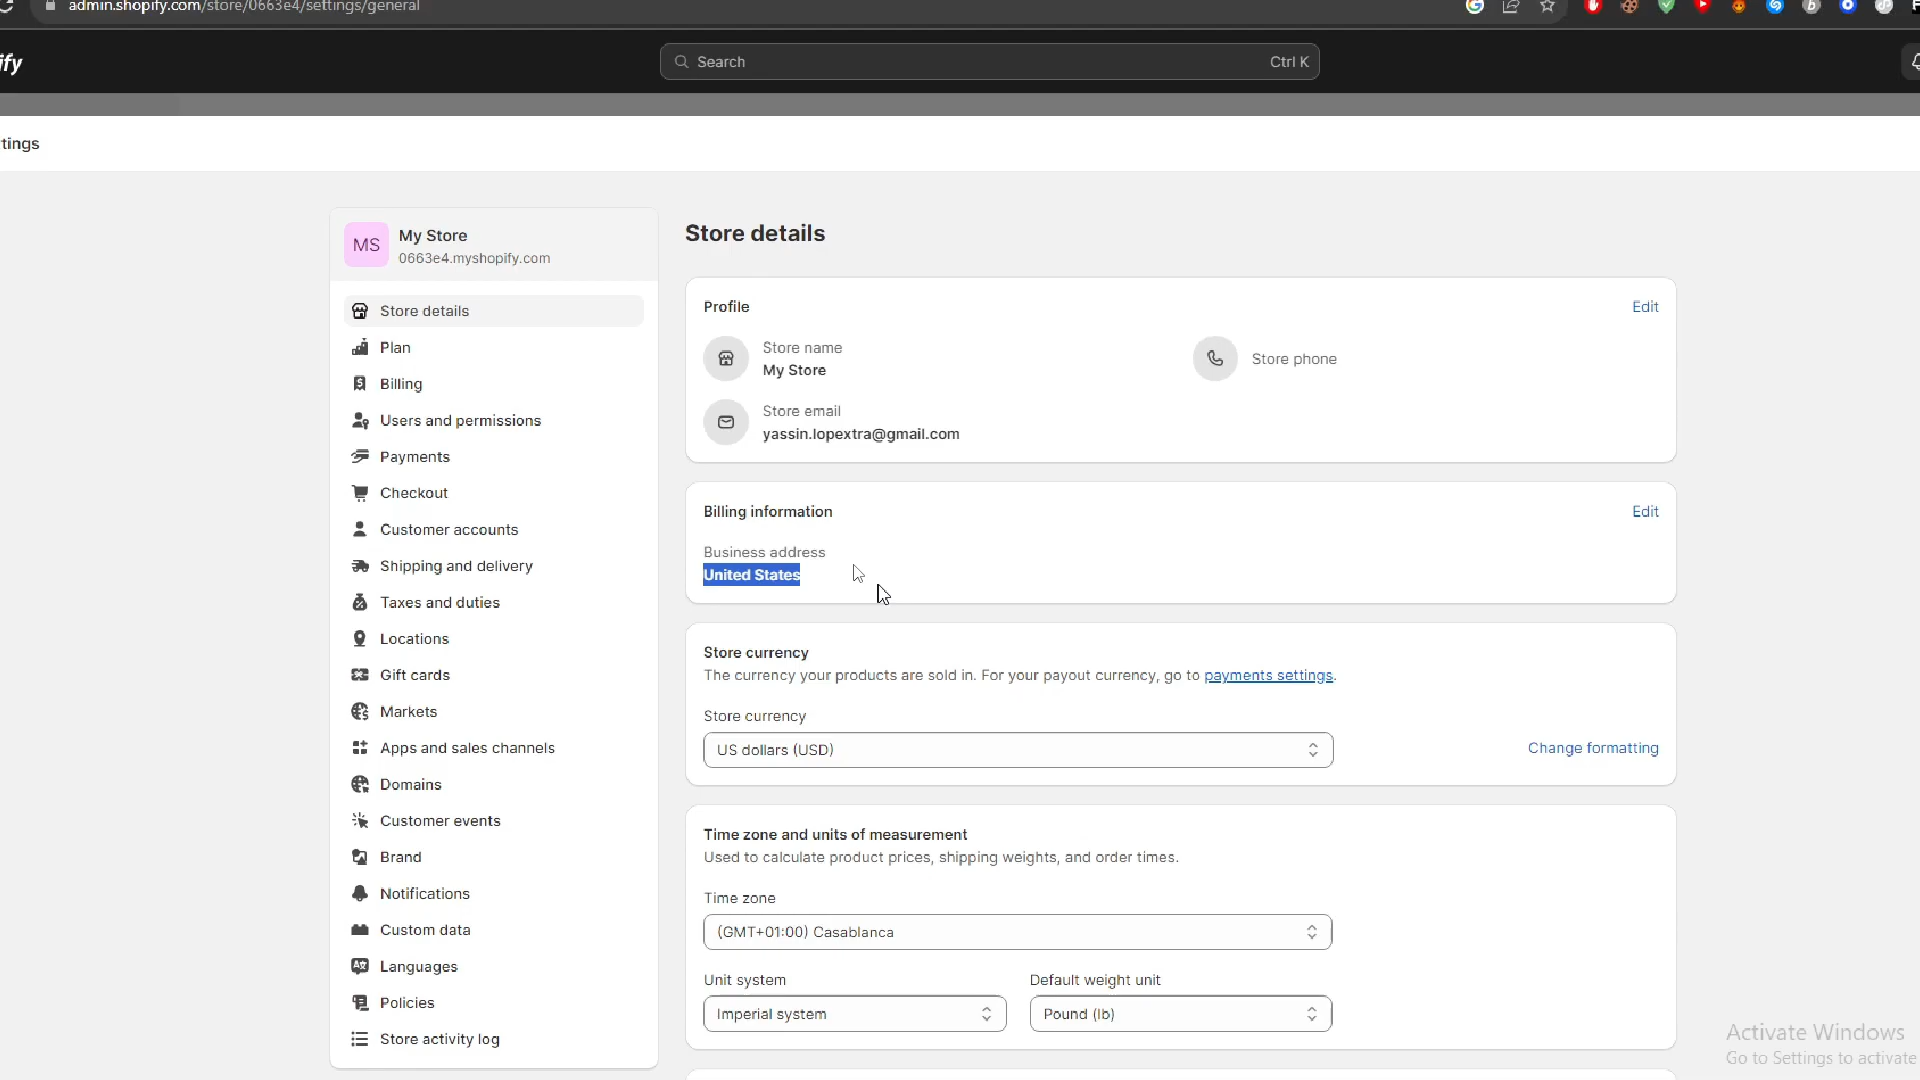 admin.shopify.com/store/0663e4/settings/general
ify
Search
Ctrl K
tings
MS
My Store
0663e4.myshopify.com
Store details
Plan
Billing
Users and permissions
Payments
Checkout
Customer accounts
Shipping and delivery
Taxes and duties
Locations
Gift cards
Markets
Apps and sales channels
Domains
Customer events
Brand
Notifications
Custom data
Languages
Policies
Store activity log
Store details
Profile
Edit
Store name
My Store
Store phone
Store email
yassin.lopextra@gmail.com
Billing information
Edit
Business address
United States
Store currency
The currency your products are sold in. For your payout currency, go to payments settings.
Store currency
US dollars (USD)
Change formatting
Time zone and units of measurement
Used to calculate product prices, shipping weights, and order times.
Time zone
(GMT+01:00) Casablanca
Unit system
Default weight unit
Imperial system
Pound (lb)
Activate Windows
Go to Settings to activate